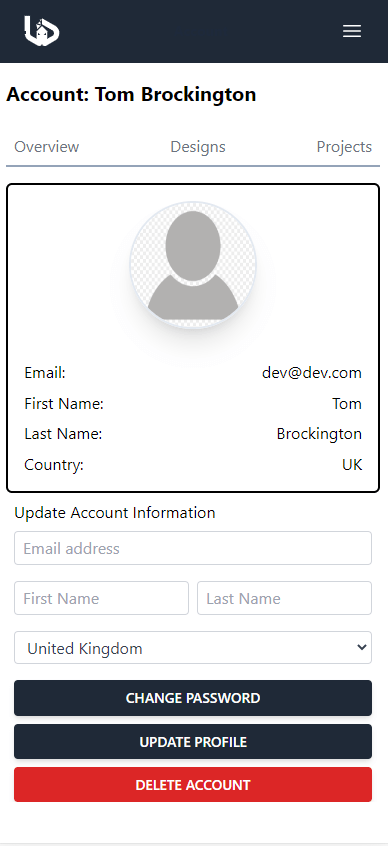 Account: Tom Brockington
Overview Designs Projects
Email: dev@dev.com
First Name: Tom
Last Name: Brockington
Country: UK
Update Account Information
Email address
First Name Last Name
United Kingdom
CHANGE PASSWORD
UPDATE PROFILE
DELETE ACCOUNT